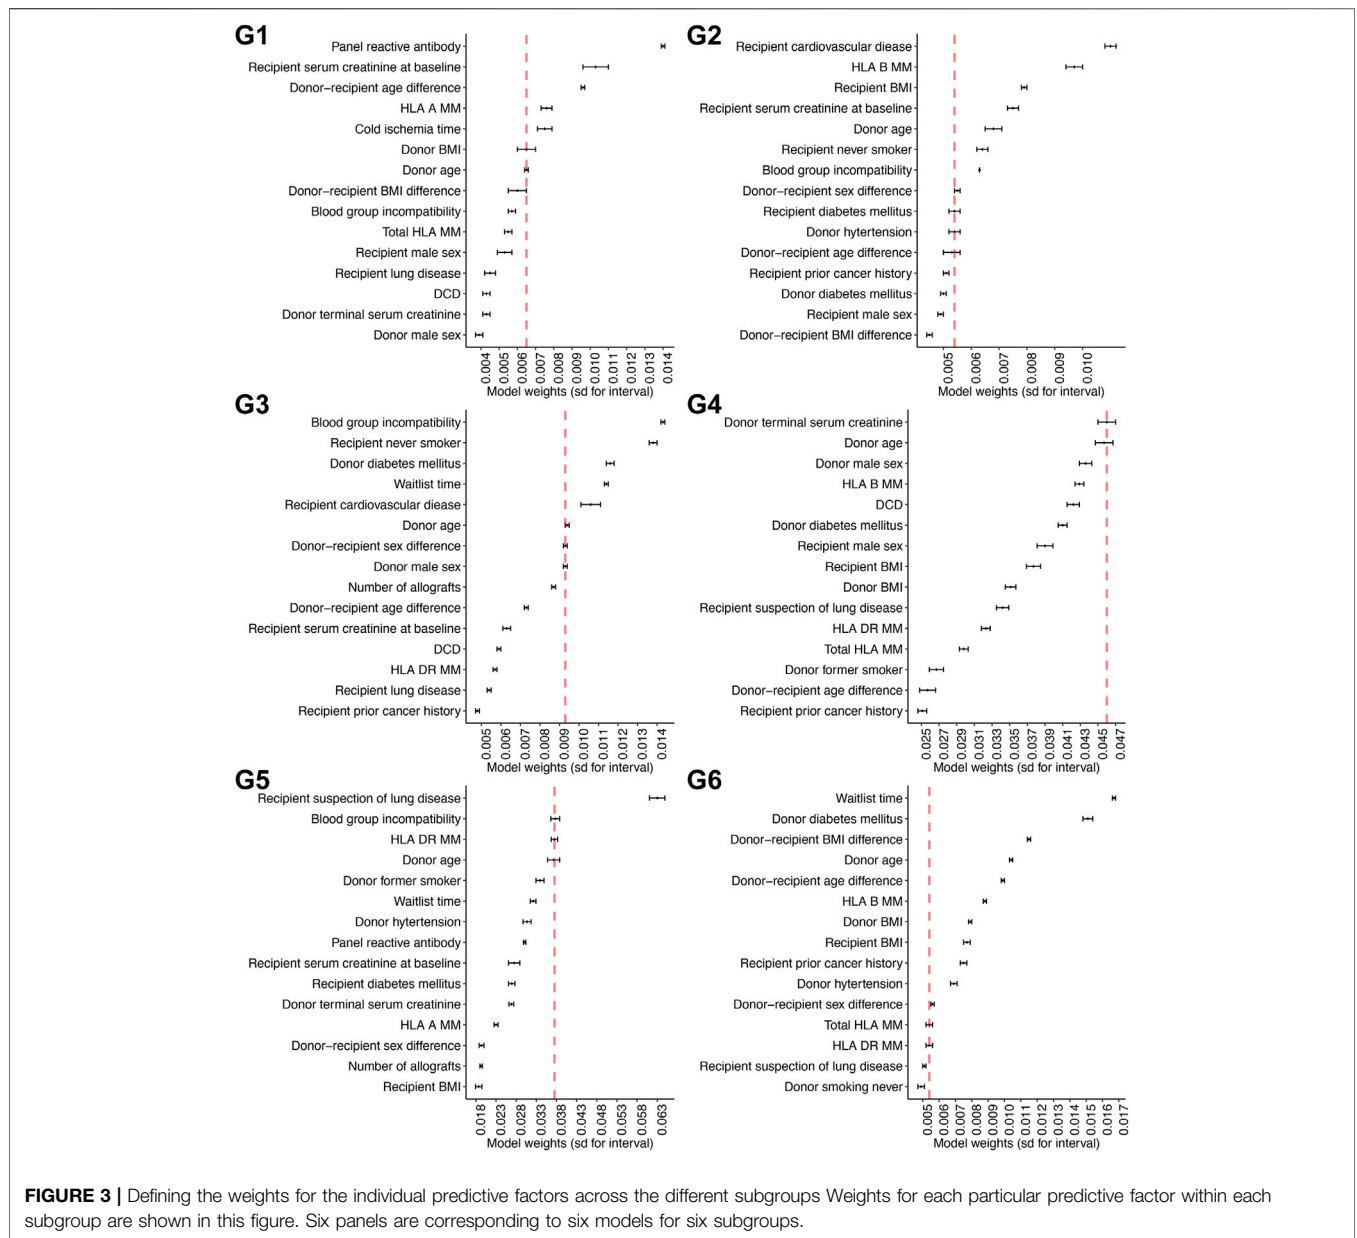 G1
Panel reactive antibody
Recipient serum creatinine at baseline
Donor-recipient age difference
HLA A MM
Cold ischemia time
Donor BMI
Donor age
Donor-recipient BMI difference
Blood group incompatibility
Total HLA MM
Recipient male sex
Recipient lung disease
DCD
Donor terminal serum creatinine
Donor male sex
0.004 0.005 0.006 0.007 0.008 0.009 0.010 0.011 0.012 0.013 0.014
Model weights (sd for interval)
G2
Recipient cardiovascular diease
HLA B MM
Recipient BMI
Recipient serum creatinine at baseline
Donor age
Recipient never smoker
Blood group incompatibility
Donor-recipient sex difference
Recipient diabetes mellitus
Donor hytertension
Donor-recipient age difference
Recipient prior cancer history
Donor diabetes mellitus
Recipient male sex
Donor-recipient BMI difference
0.005 0.006 0.007 0.008 0.009 0.010
Model weights (sd for interval)
G3
Blood group incompatibility
Recipient never smoker
Donor diabetes mellitus
Waitlist time
Recipient cardiovascular diease
Donor age
Donor-recipient sex difference
Donor male sex
Number of allografts
Donor-recipient age difference
Recipient serum creatinine at baseline
DCD
HLA DR MM
Recipient lung disease
Recipient prior cancer history
0.005 0.006 0.007 0.008 0.009 0.010 0.011 0.012 0.013 0.014
Model weights (sd for interval)
G4
Donor terminal serum creatinine
Donor age
Donor male sex
HLA B MM
DCD
Donor diabetes mellitus
Recipient male sex
Recipient BMI
Donor BMI
Recipient suspection of lung disease
HLA DR MM
Total HLA MM
Donor former smoker
Donor-recipient age difference
Recipient prior cancer history
0.025 0.027 0.029 0.031 0.033 0.035 0.037 0.039 0.041 0.043 0.045 0.047
Model weights (sd for interval)
G5
Recipient suspection of lung disease
Blood group incompatibility
HLA DR MM
Donor age
Donor former smoker
Waitlist time
Donor hytertension
Panel reactive antibody
Recipient serum creatinine at baseline
Recipient diabetes mellitus
Donor terminal serum creatinine
HLA A MM
Donor-recipient sex difference
Number of allografts
Recipient BMI
0.018 0.023 0.028 0.033 0.038 0.043 0.048 0.053 0.058 0.063
Model weights (sd for interval)
G6
Waitlist time
Donor diabetes mellitus
Donor-recipient BMI difference
Donor age
Donor-recipient age difference
HLA B MM
Donor BMI
Recipient BMI
Recipient prior cancer history
Donor hytertension
Donor-recipient sex difference
Total HLA MM
HLA DR MM
Recipient suspection of lung disease
Donor smoking never
0.005 0.006 0.007 0.008 0.009 0.010 0.011 0.012 0.013 0.014 0.015 0.016 0.017
Model weights (sd for interval)
FIGURE 3 | Defining the weights for the individual predictive factors across the different subgroups Weights for each particular predictive factor within each
subgroup are shown in this figure. Six panels are corresponding to six models for six subgroups.